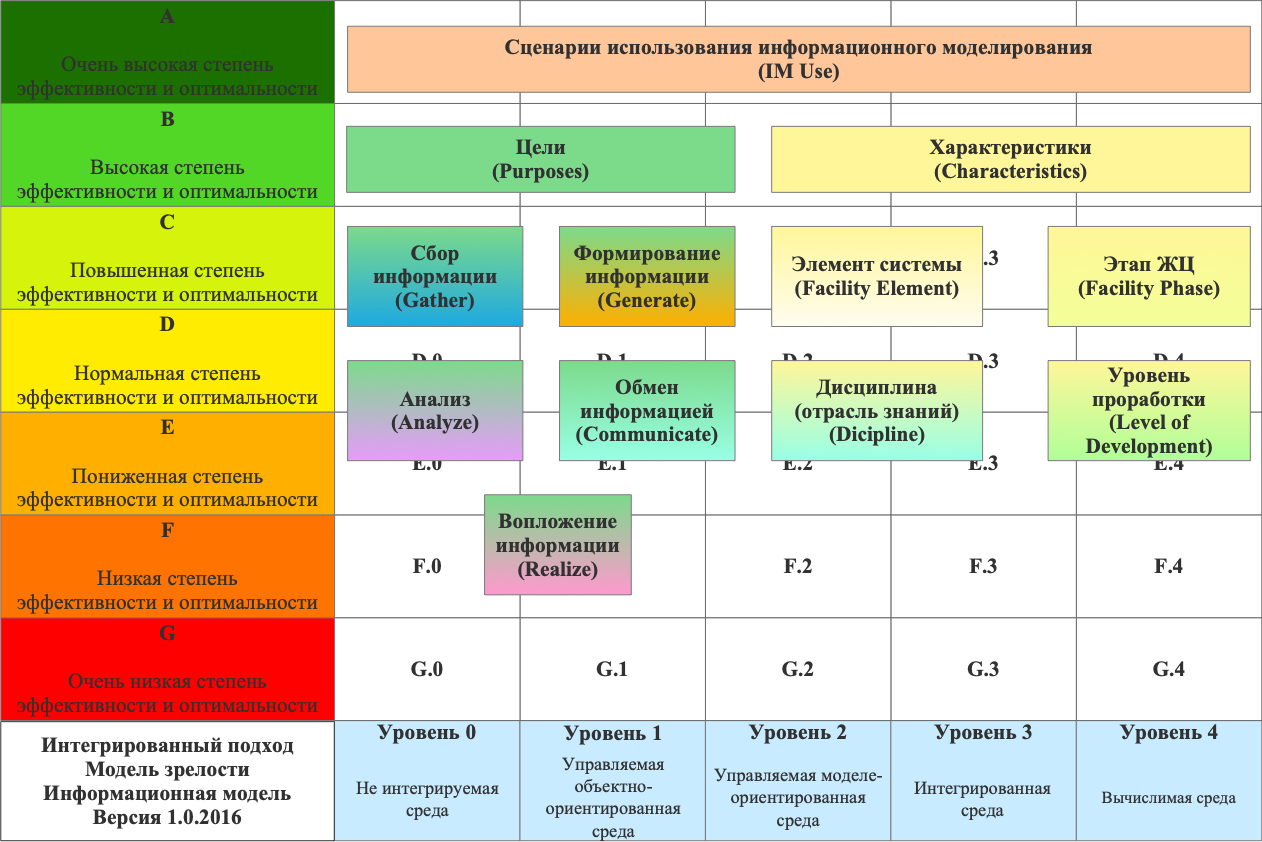 A
Очень высокая степень
эффективности и оптимальности
Сценарии использования информационного моделирования
(IM Use)
B
Высокая степень
эффективности и оптимальности
Цели
(Purposes)
Характеристики
(Characteristics)
C
Повышенная степень
эффективности и оптимальности
Сбор
информации
(Gather)
Формирование
информации
(Generate)
Элемент системы
(Facility Element)
.3
Этап ЖЦ
(Facility Phase)
D
Нормальная степень
эффективности и оптимальности
D.0
D.1
D.2
D.3
D.4
Анализ
(Analyze)
Обмен
информацией
(Communicate)
Дисциплина
(отрасль знаний)
(Dicipline)
Уровень
проработки
(Level of
Development)
E
Пониженная степень
эффективности и оптимальности
E.0
E.1
E.2
E.3
E.4
Вопложение
информации
(Realize)
F
Низкая степень
эффективности и оптимальности
F.0
F.2
F.3
F.4
G
Очень низкая степень
эффективности и оптимальности
G.0
G.1
G.2
G.3
G.4
Интегрированный подход
Модель зрелости
Информационная модель
Версия 1.0.2016
Уровень 0
Не интегрируемая
среда
Уровень 1
Управляемая
объектно-
ориентированная
среда
Уровень 2
Управляемая моделе-
ориентированная
среда
Уровень 3
Интегрированная
среда
Уровень 4
Вычислимая среда